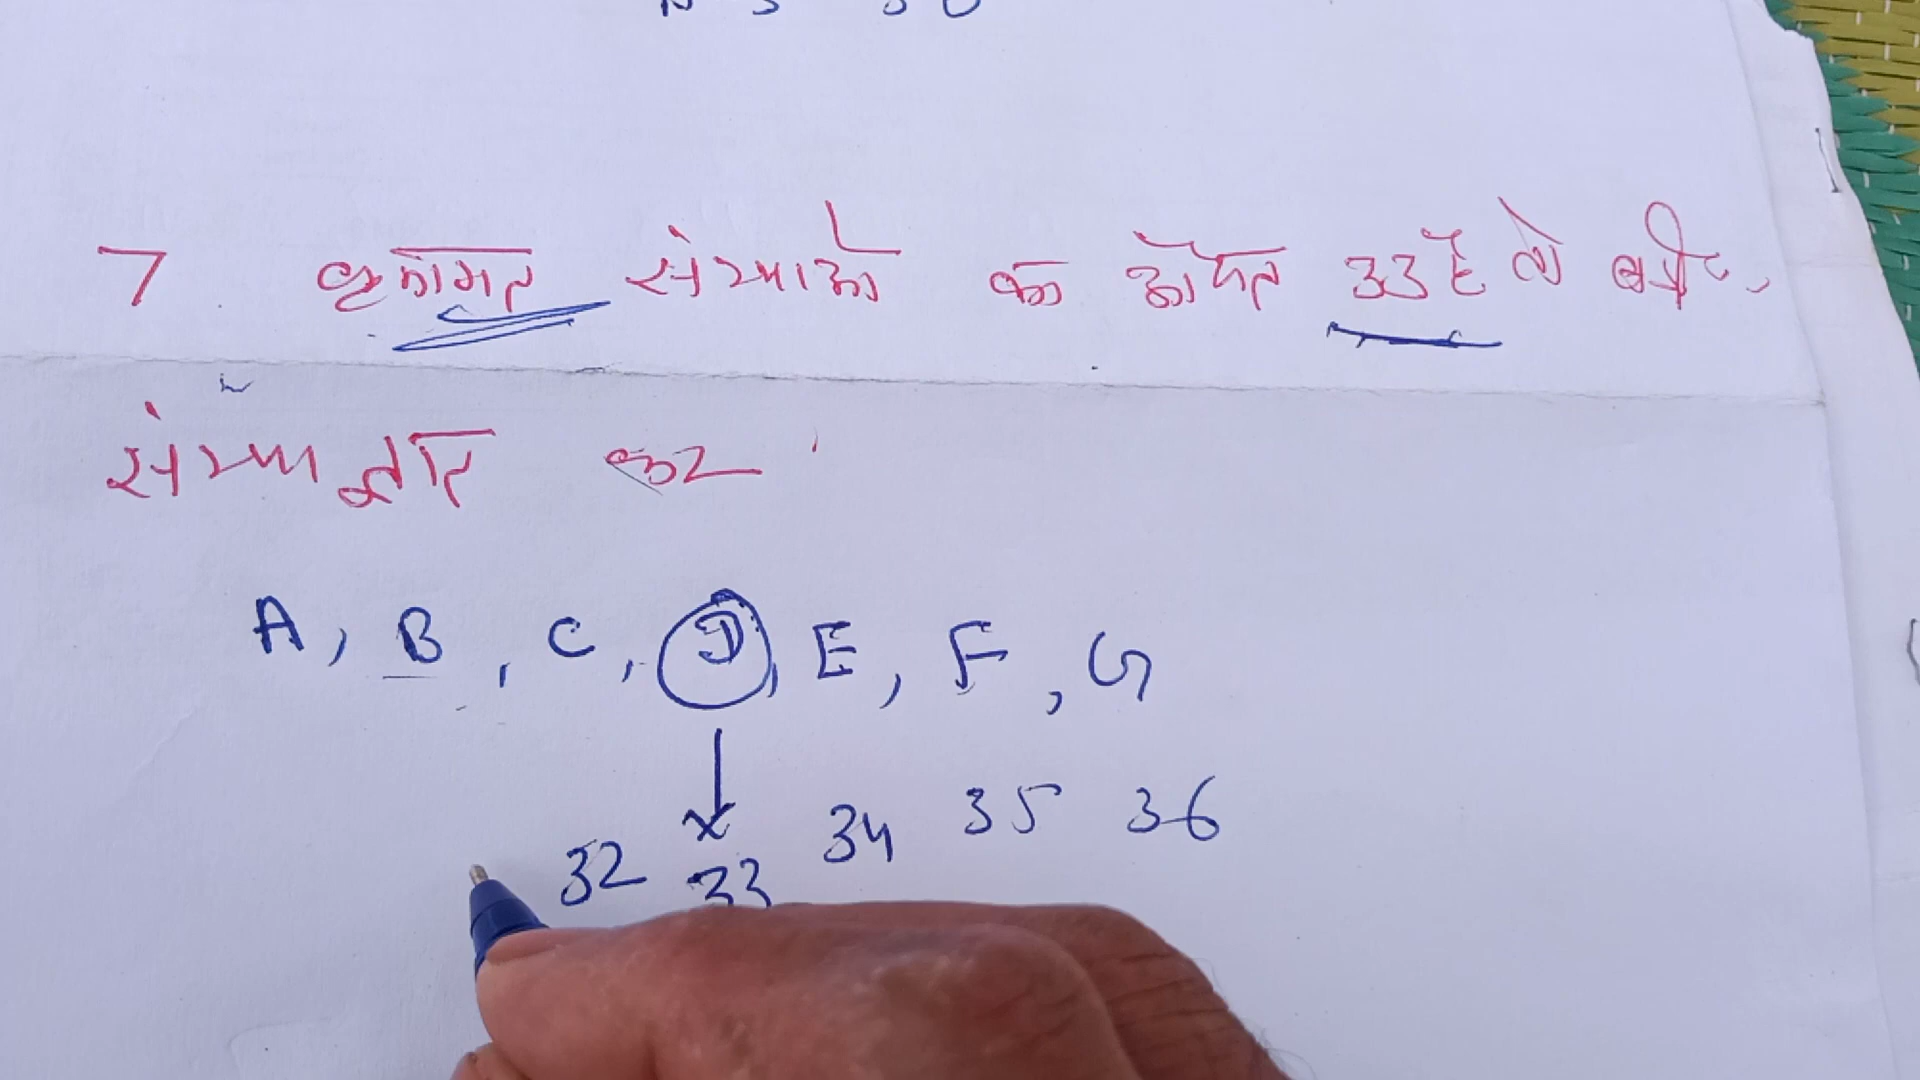 7 क्रमागत संख्याओ का औसत 33 है तो बड़ी
संख्या ज्ञात कर
A, B, C, D, E, F, G
32 33 34 35 36